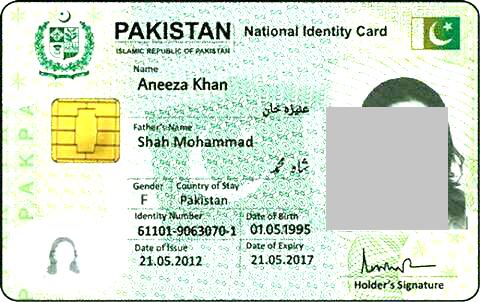 PAKISTAN National Identity Card
ISLAMIC REPUBLIC OF PAKISTAN
Name
Aneeza Khan
عنیزہ خان
Father's Name
Shah Mohammad
شاہ محمد
Gender Country of Stay
F Pakistan
Identity Number Date of Birth
61101-9063070-1 01.05.1995
Date of Issue Date of Expiry
21.05.2012 21.05.2017
Holder's Signature
PAKPA